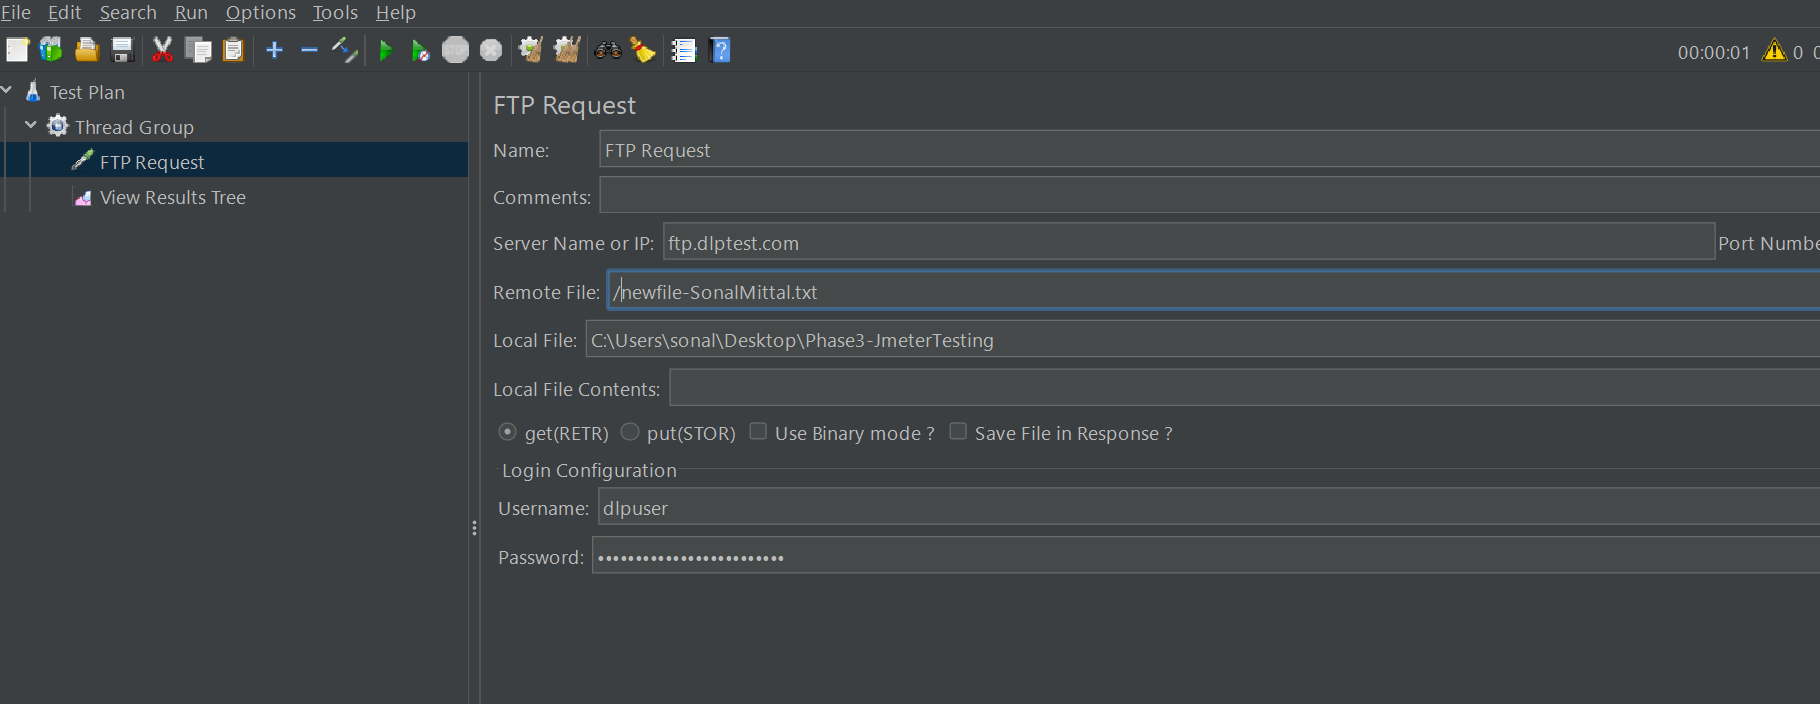 File Edit Search Run Options Tools Help
STOP
00:00:01 0
Test Plan
Thread Group
FTP Request
View Results Tree
FTP Request
Name: FTP Request
Comments:
Server Name or IP: ftp.dlptest.com Port Numbe
Remote File: /newfile-SonalMittal.txt
Local File: C:\Users\sonal\Desktop\Phase3-JmeterTesting
Local File Contents:
get(RETR) put(STOR) Use Binary mode ? Save File in Response ?
Login Configuration
Username: dlpuser
Password: •••••••••••••••••••••••••